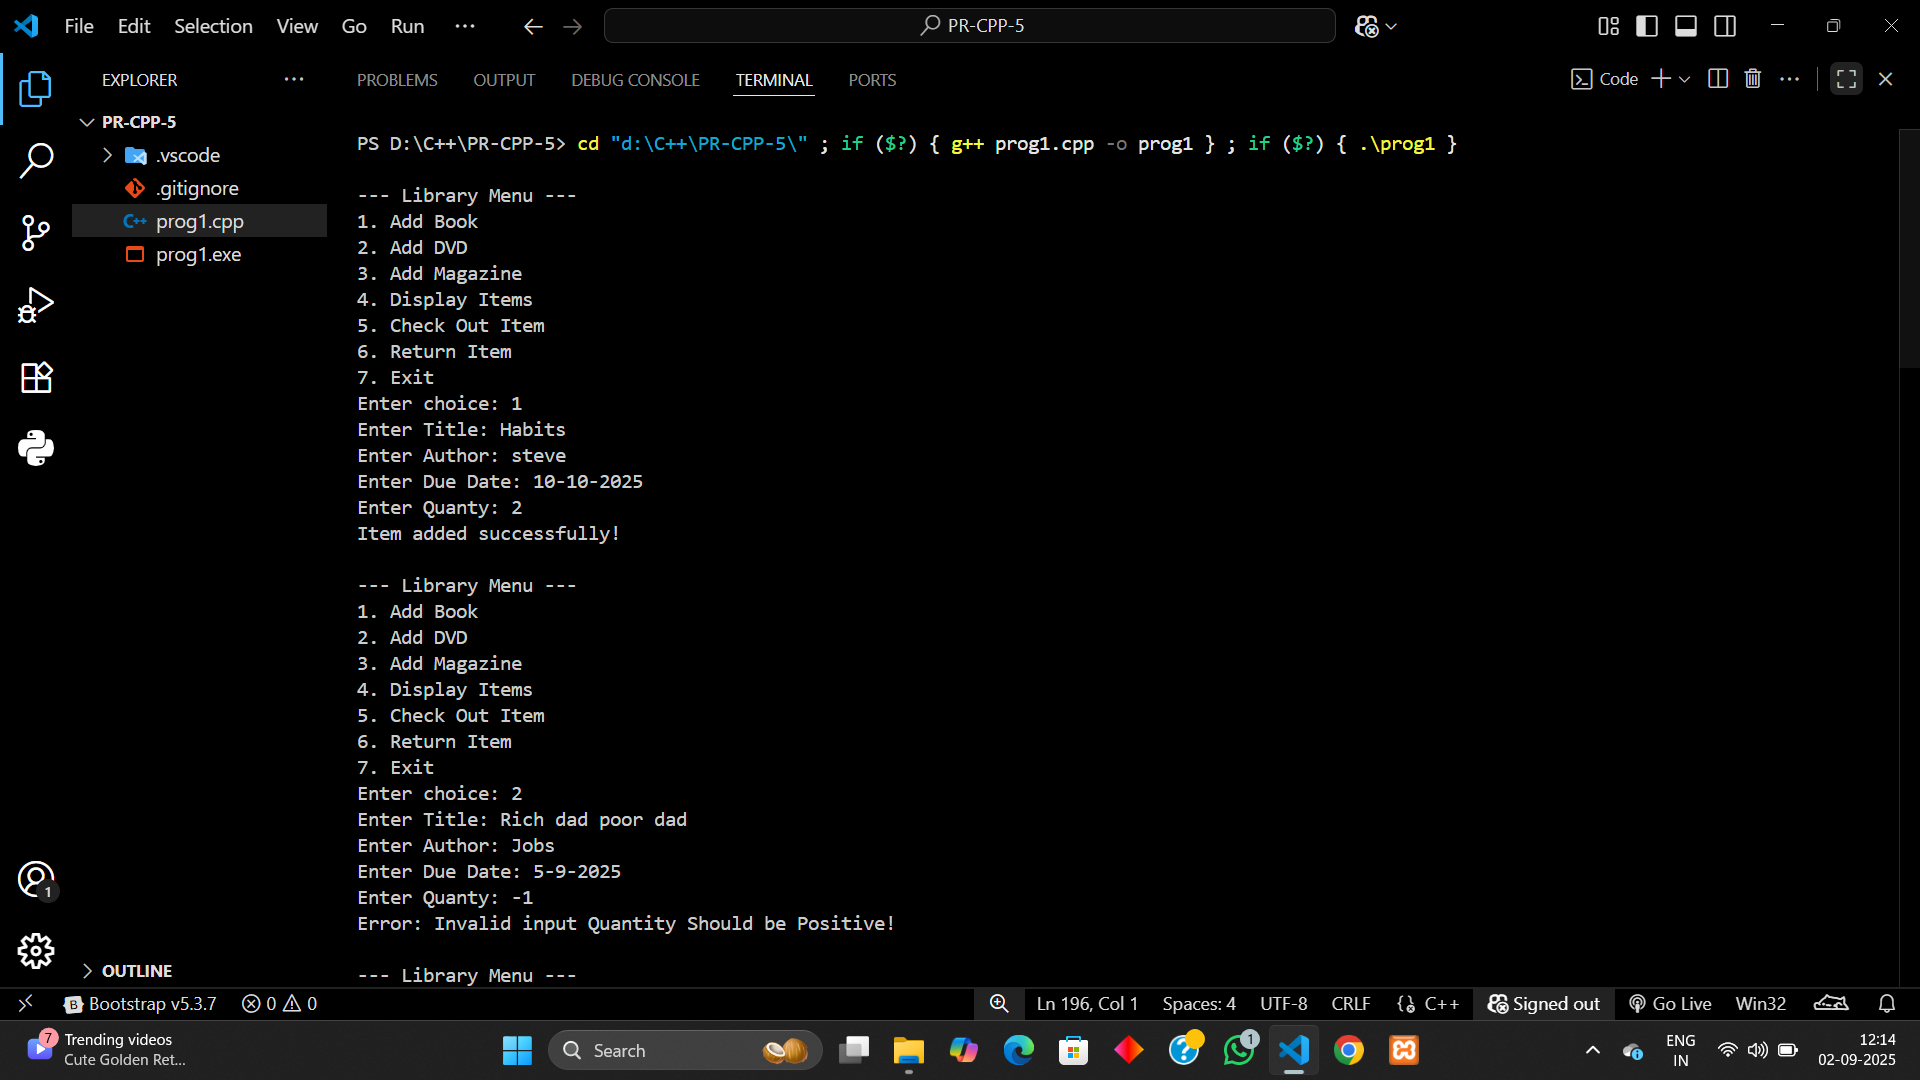 File Edit Selection View Go Run ··· PR-CPP-5
EXPLORER ···
PROBLEMS OUTPUT DEBUG CONSOLE TERMINAL PORTS
Code
PR-CPP-5
.vscode
.gitignore
C++ prog1.cpp
prog1.exe
PS D:\C++\PR-CPP-5> cd "d:\C++\PR-CPP-5\" ; if ($?) { g++ prog1.cpp -o prog1 } ; if ($?) { .\prog1 }
--- Library Menu ---
1. Add Book
2. Add DVD
3. Add Magazine
4. Display Items
5. Check Out Item
6. Return Item
7. Exit
Enter choice: 1
Enter Title: Habits
Enter Author: steve
Enter Due Date: 10-10-2025
Enter Quanty: 2
Item added successfully!
--- Library Menu ---
1. Add Book
2. Add DVD
3. Add Magazine
4. Display Items
5. Check Out Item
6. Return Item
7. Exit
Enter choice: 2
Enter Title: Rich dad poor dad
Enter Author: Jobs
Enter Due Date: 5-9-2025
Enter Quanty: -1
Error: Invalid input Quantity Should be Positive!
--- Library Menu ---
1
OUTLINE
B Bootstrap v5.3.7 0 0
Ln 196, Col 1 Spaces: 4 UTF-8 CRLF C++ Signed out Go Live Win32
7
Trending videos
Cute Golden Ret...
Search
1
ENG
IN
12:14
02-09-2025